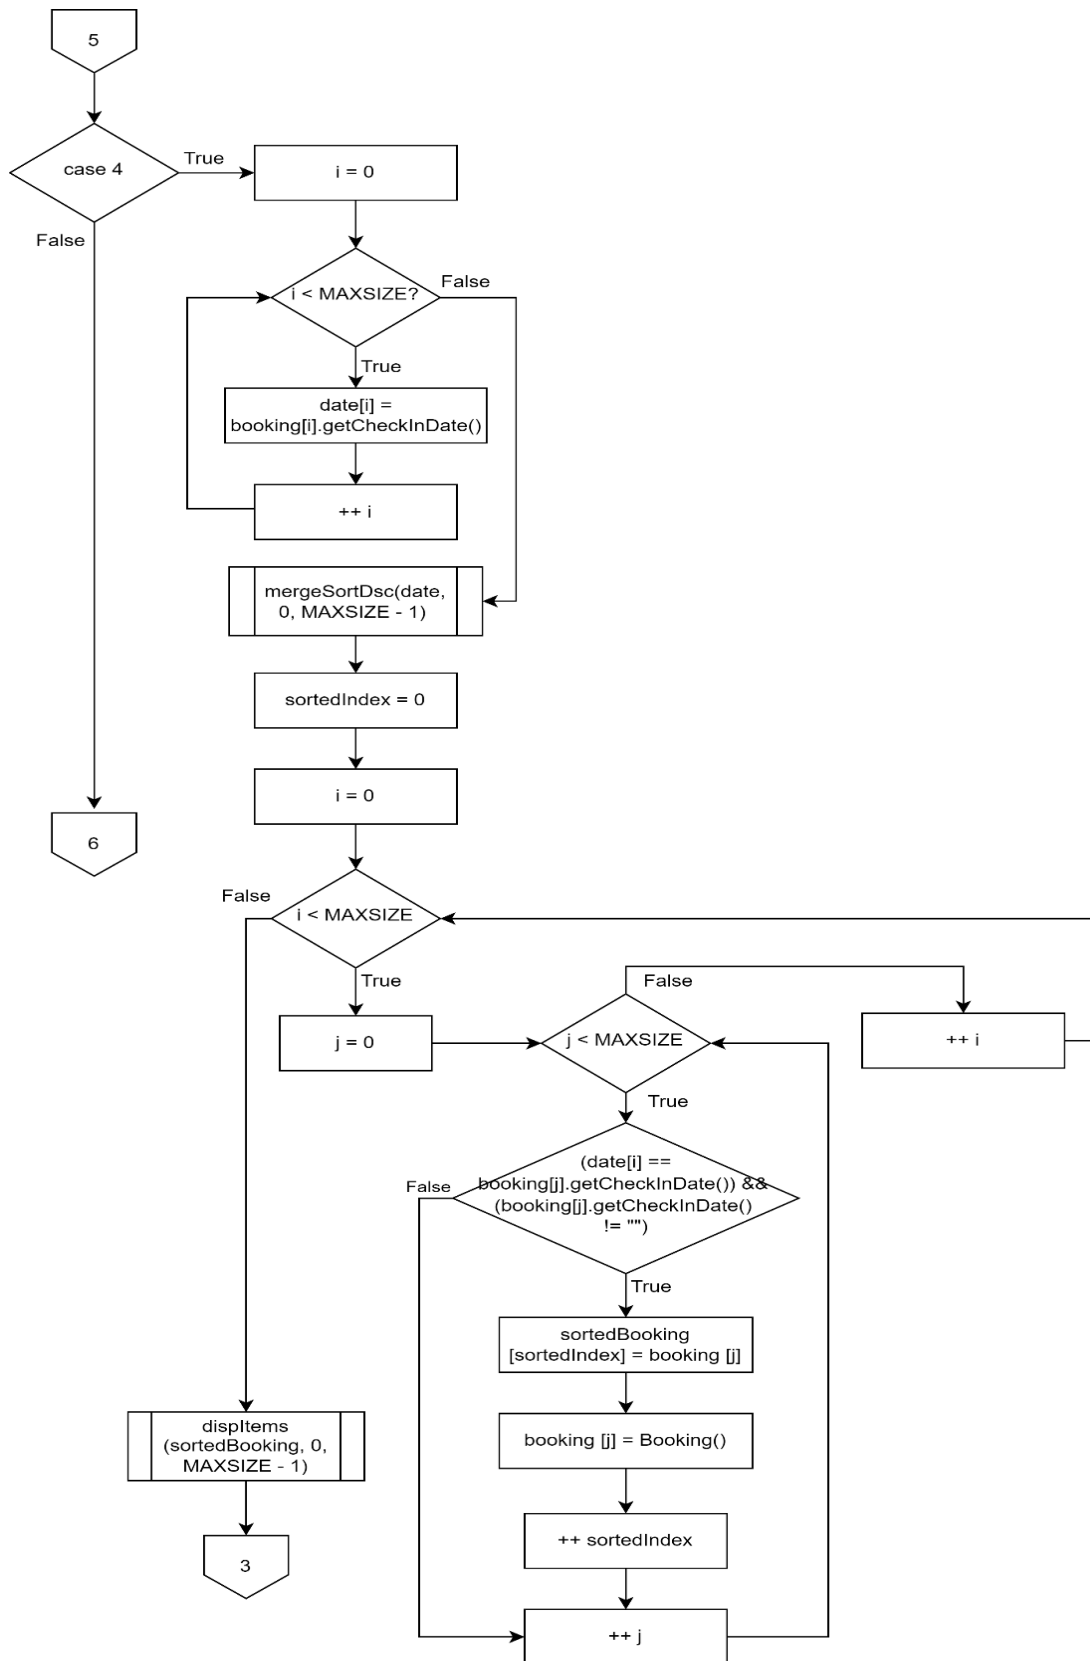 5
case 4
True
False
i = 0
i < MAXSIZE?
False
True
date[i] =
booking[i].getCheckInDate()
++ i
mergeSortDsc(date,
0, MAXSIZE - 1)
sortedIndex = 0
i = 0
6
False
i < MAXSIZE
True
j = 0
j < MAXSIZE
False
++ i
True
(date[i] ==
booking[j].getCheckInDate()) &&
(booking[j].getCheckInDate()
!= "")
False
True
sortedBooking
[sortedIndex] = booking [j]
booking [j] = Booking()
++ sortedIndex
++ j
dispItems
(sortedBooking, 0,
MAXSIZE - 1)
3